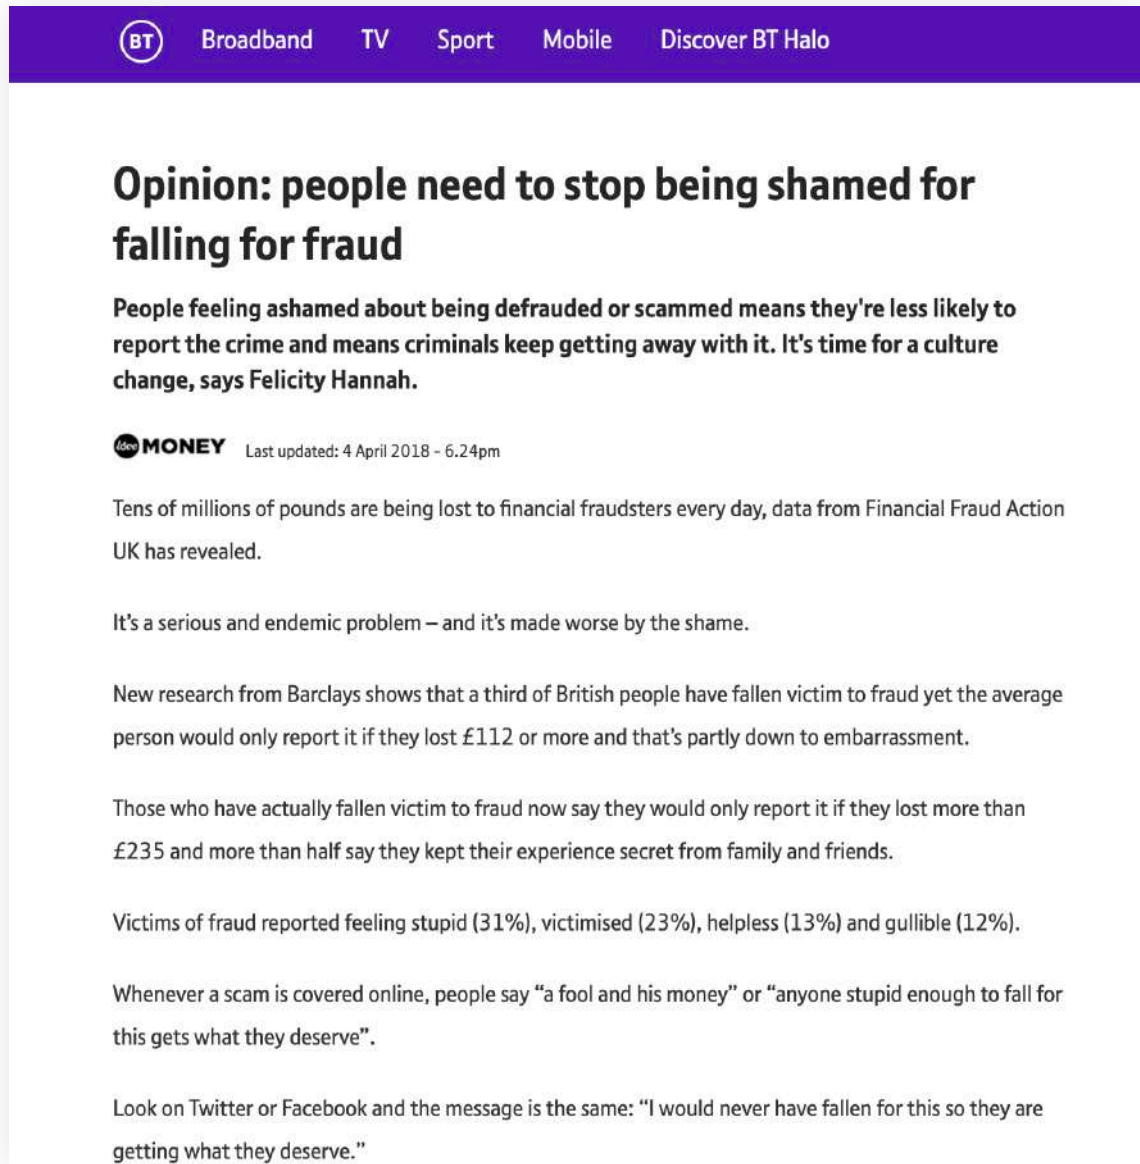 BT Broadband TV Sport Mobile Discover BT Halo
Opinion: people need to stop being shamed for
falling for fraud
People feeling ashamed about being defrauded or scammed means they're less likely to
report the crime and means criminals keep getting away with it. It's time for a culture
change, says Felicity Hannah.
love MONEY Last updated: 4 April 2018 - 6.24pm
Tens of millions of pounds are being lost to financial fraudsters every day, data from Financial Fraud Action
UK has revealed.
It's a serious and endemic problem – and it's made worse by the shame.
New research from Barclays shows that a third of British people have fallen victim to fraud yet the average
person would only report it if they lost £112 or more and that's partly down to embarrassment.
Those who have actually fallen victim to fraud now say they would only report it if they lost more than
£235 and more than half say they kept their experience secret from family and friends.
Victims of fraud reported feeling stupid (31%), victimised (23%), helpless (13%) and gullible (12%).
Whenever a scam is covered online, people say “a fool and his money” or “anyone stupid enough to fall for
this gets what they deserve”.
Look on Twitter or Facebook and the message is the same: “I would never have fallen for this so they are
getting what they deserve.”